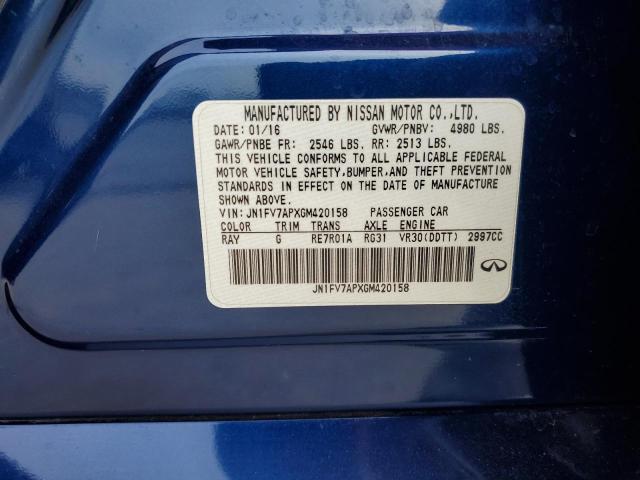 MANUFACTURED BY NISSAN MOTOR CO.,LTD.
DATE: 01/16 GVWR/PNBV: 4980 LBS.
GAWR/PNBE FR: 2546 LBS. RR: 2513 LBS.
THIS VEHICLE CONFORMS TO ALL APPLICABLE FEDERAL
MOTOR VEHICLE SAFETY,BUMPER,AND THEFT PREVENTION
STANDARDS IN EFFECT ON THE DATE OF MANUFACTURE
SHOWN ABOVE.
VIN: JN1FV7APXGM420158 PASSENGER CAR
COLOR TRIM TRANS AXLE ENGINE
RAY G RE7R01A RG31 VR30(DDTT) 2997CC
JN1FV7APXGM420158
INFINITI